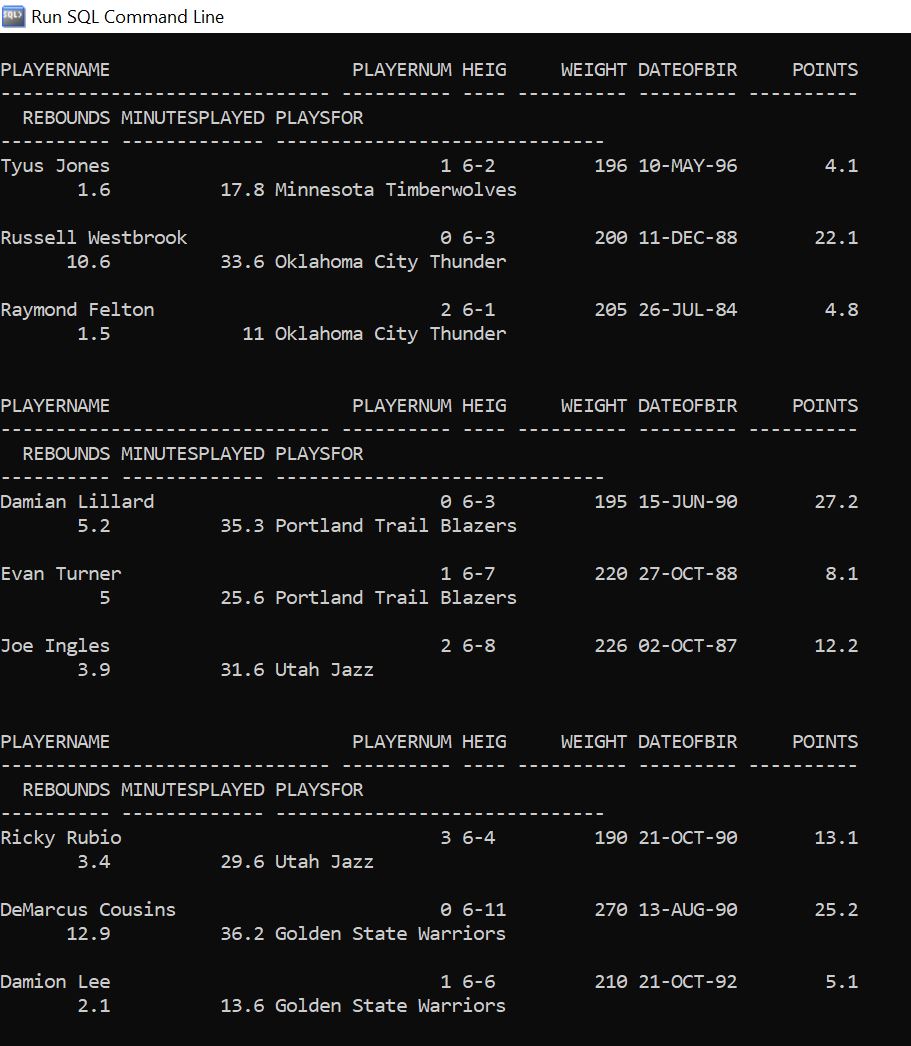 Run SQL Command Line
PLAYERNAME                      PLAYERNUM HEIG     WEIGHT DATEOFBIR     POINTS
------------------------------ ---------- ---- ---------- --------- ----------
  REBOUNDS MINUTESPLAYED PLAYSFOR
---------- ------------- ------------------------------
Tyus Jones                              1 6-2         196 10-MAY-96        4.1
       1.6          17.8 Minnesota Timberwolves

Russell Westbrook                       0 6-3         200 11-DEC-88       22.1
      10.6          33.6 Oklahoma City Thunder

Raymond Felton                          2 6-1         205 26-JUL-84        4.8
       1.5            11 Oklahoma City Thunder


PLAYERNAME                      PLAYERNUM HEIG     WEIGHT DATEOFBIR     POINTS
------------------------------ ---------- ---- ---------- --------- ----------
  REBOUNDS MINUTESPLAYED PLAYSFOR
---------- ------------- ------------------------------
Damian Lillard                          0 6-3         195 15-JUN-90       27.2
       5.2          35.3 Portland Trail Blazers

Evan Turner                             1 6-7         220 27-OCT-88        8.1
         5          25.6 Portland Trail Blazers

Joe Ingles                              2 6-8         226 02-OCT-87       12.2
       3.9          31.6 Utah Jazz


PLAYERNAME                      PLAYERNUM HEIG     WEIGHT DATEOFBIR     POINTS
------------------------------ ---------- ---- ---------- --------- ----------
  REBOUNDS MINUTESPLAYED PLAYSFOR
---------- ------------- ------------------------------
Ricky Rubio                             3 6-4         190 21-OCT-90       13.1
       3.4          29.6 Utah Jazz

DeMarcus Cousins                        0 6-11        270 13-AUG-90       25.2
      12.9          36.2 Golden State Warriors

Damion Lee                              1 6-6         210 21-OCT-92        5.1
       2.1          13.6 Golden State Warriors